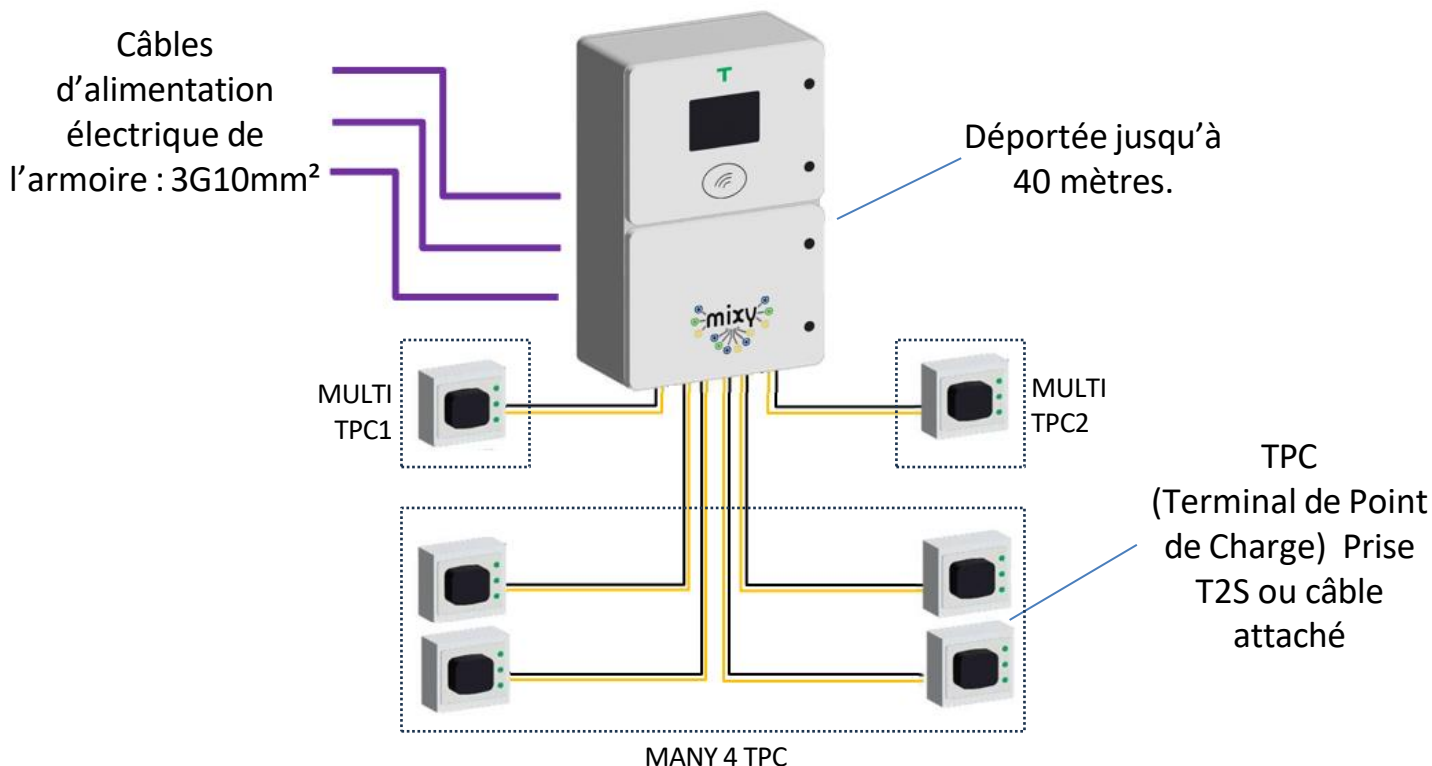 Câbles
d’alimentation
électrique de
l’armoire : 3G10mm²
T
Déportée jusqu’à
40 mètres.
mixy
MULTI
TPC1
MULTI
TPC2
TPC
(Terminal de Point
de Charge)  Prise
T2S ou câble
attaché
MANY 4 TPC